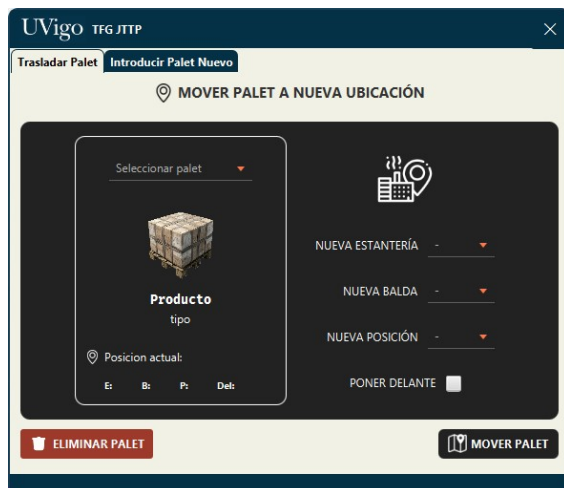 UVigo TFG JTTP
Trasladar Palet Introducir Palet Nuevo
MOVER PALET A NUEVA UBICACIÓN
Seleccionar palet
Producto
tipo
Posicion actual:
E: B: P: Del:
NUEVA ESTANTERÍA -
NUEVA BALDA -
NUEVA POSICIÓN -
PONER DELANTE
ELIMINAR PALET
MOVER PALET